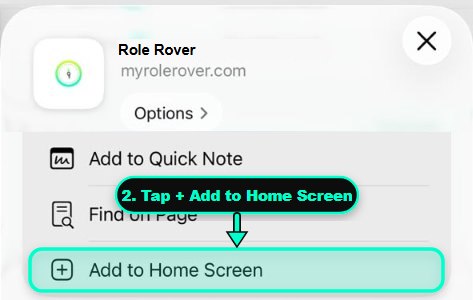 Role Rover
myrolerover.com
Options >
Add to Quick Note
2. Tap + Add to Home Screen
Find on Page
Add to Home Screen